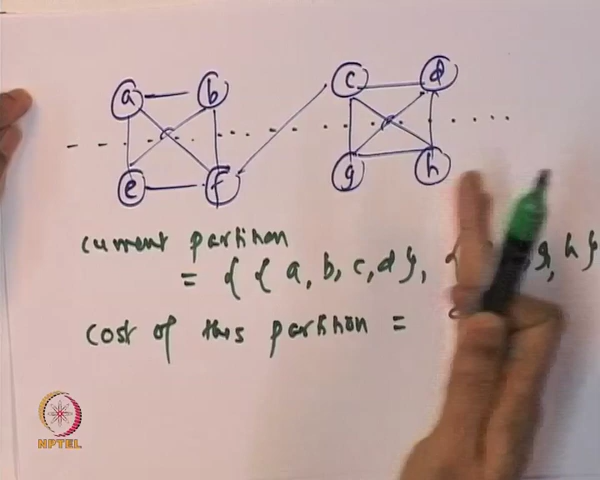 a b c d
e f g h
current partition
= { { a, b, c, d }, { g, h }
cost of this partition =
NPTEL